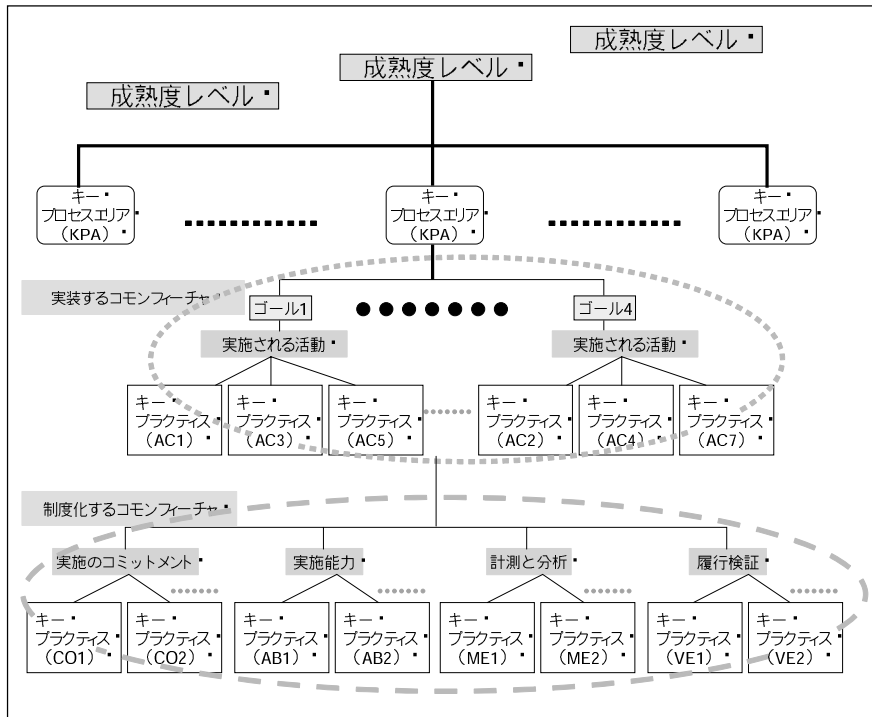 成熟度レベル
成熟度レベル
成熟度レベル
キー
プロセスエリア
（KPA）
キー
プロセスエリア
（KPA）
キー
プロセスエリア
（KPA）
実装するコモンフィーチャ
ゴール1
ゴール4
実施される活動
実施される活動
キー
プラクティス
（AC1）
キー
プラクティス
（AC3）
キー
プラクティス
（AC5）
キー
プラクティス
（AC2）
キー
プラクティス
（AC4）
キー
プラクティス
（AC7）
制度化するコモンフィーチャ
実施のコミットメント
実施能力
計測と分析
履行検証
キー
プラクティス
（CO1）
キー
プラクティス
（CO2）
キー
プラクティス
（AB1）
キー
プラクティス
（AB2）
キー
プラクティス
（ME1）
キー
プラクティス
（ME2）
キー
プラクティス
（VE1）
キー
プラクティス
（VE2）